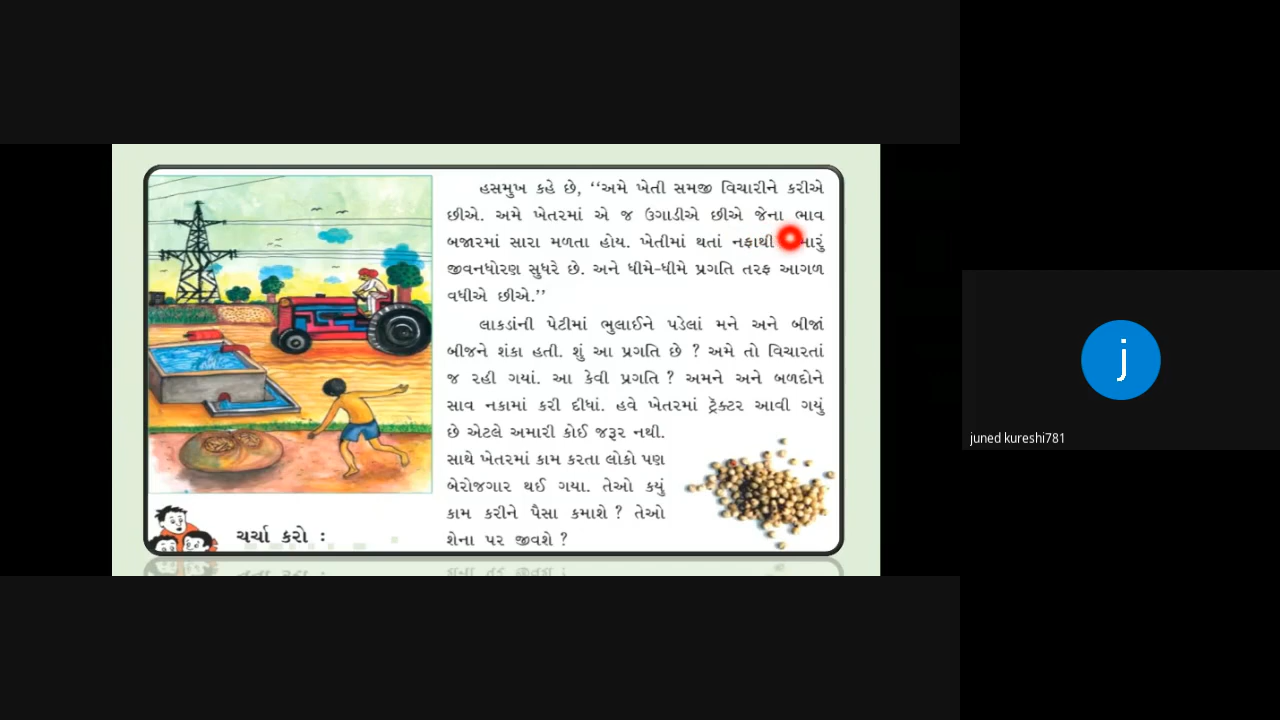 હસમુખ કહે છે, ‘‘અમે ખેતી સમજી વિચારીને કરીએ
છીએ. અમે ખેતરમાં એ જ ઉગાડીએ છીએ જેના ભાવ
બજારમાં સારા મળતા હોય. ખેતીમાં થતાં નફાથી
જીવનધોરણ સુધરે છે. અને ધીમે-ધીમે પ્રગતિ તરફ આગળ
વધીએ છીએ.’’
લાકડાંની પેટીમાં ભુલાઈને પડેલાં મને અને બીજાં
બીજને શંકા હતી. શું આ પ્રગતિ છે ? અમે તો વિચારતાં
જ રહી ગયાં. આ કેવી પ્રગતિ ? અમને અને બળદોને
સાવ નકામાં કરી દીધાં. હવે ખેતરમાં ટ્રૅક્ટર આવી ગયું
છે એટલે અમારી કોઈ જરૂર નથી.
સાથે ખેતરમાં કામ કરતા લોકો પણ
બેરોજગાર થઈ ગયા. તેઓ કયું
કામ કરીને પૈસા કમાશે ? તેઓ
શેના પર જીવશે ?
ચર્ચા કરો :
j
juned kureshi781